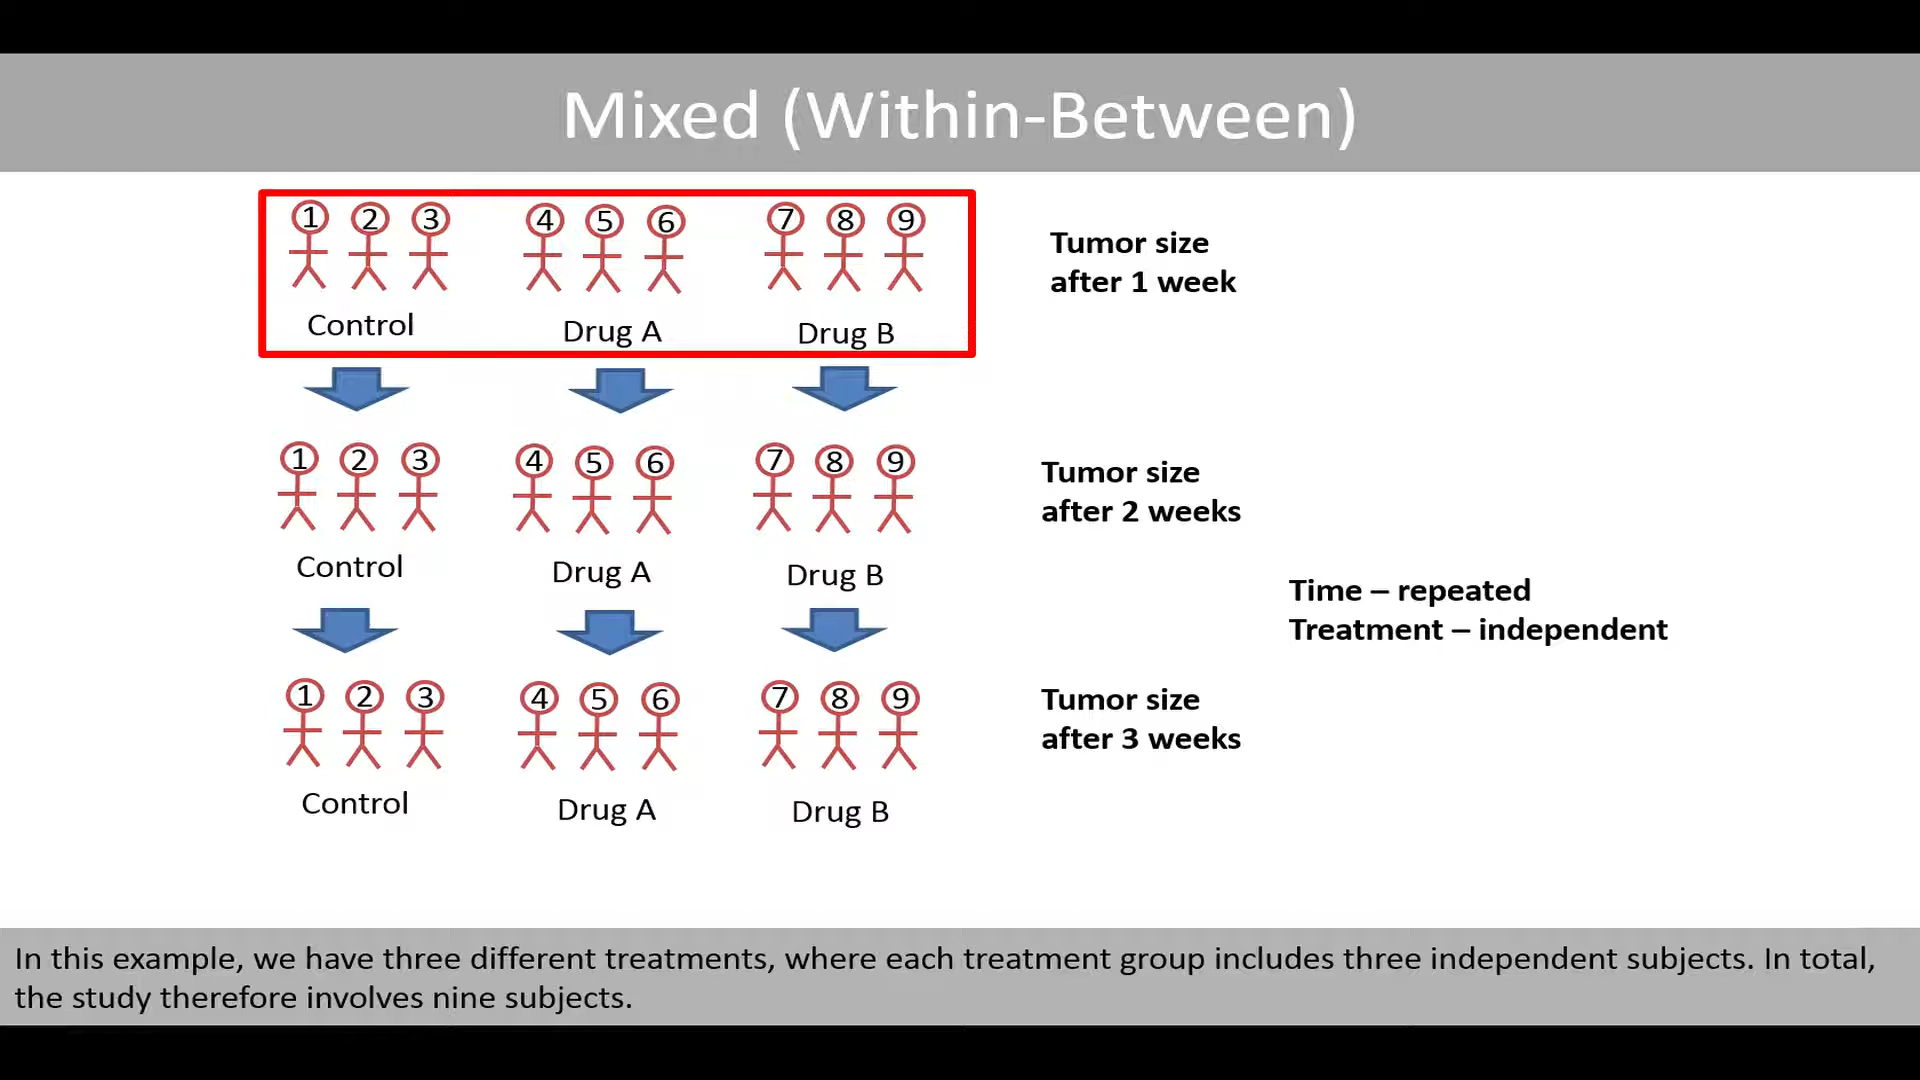 Mixed (Within-Between)
1 2 3 4 5 6 7 8 9
Control Drug A Drug B
Tumor size
after 1 week
1 2 3 4 5 6 7 8 9
Control Drug A Drug B
Tumor size
after 2 weeks
Time – repeated
Treatment – independent
1 2 3 4 5 6 7 8 9
Control Drug A Drug B
Tumor size
after 3 weeks
In this example, we have three different treatments, where each treatment group includes three independent subjects. In total,
the study therefore involves nine subjects.